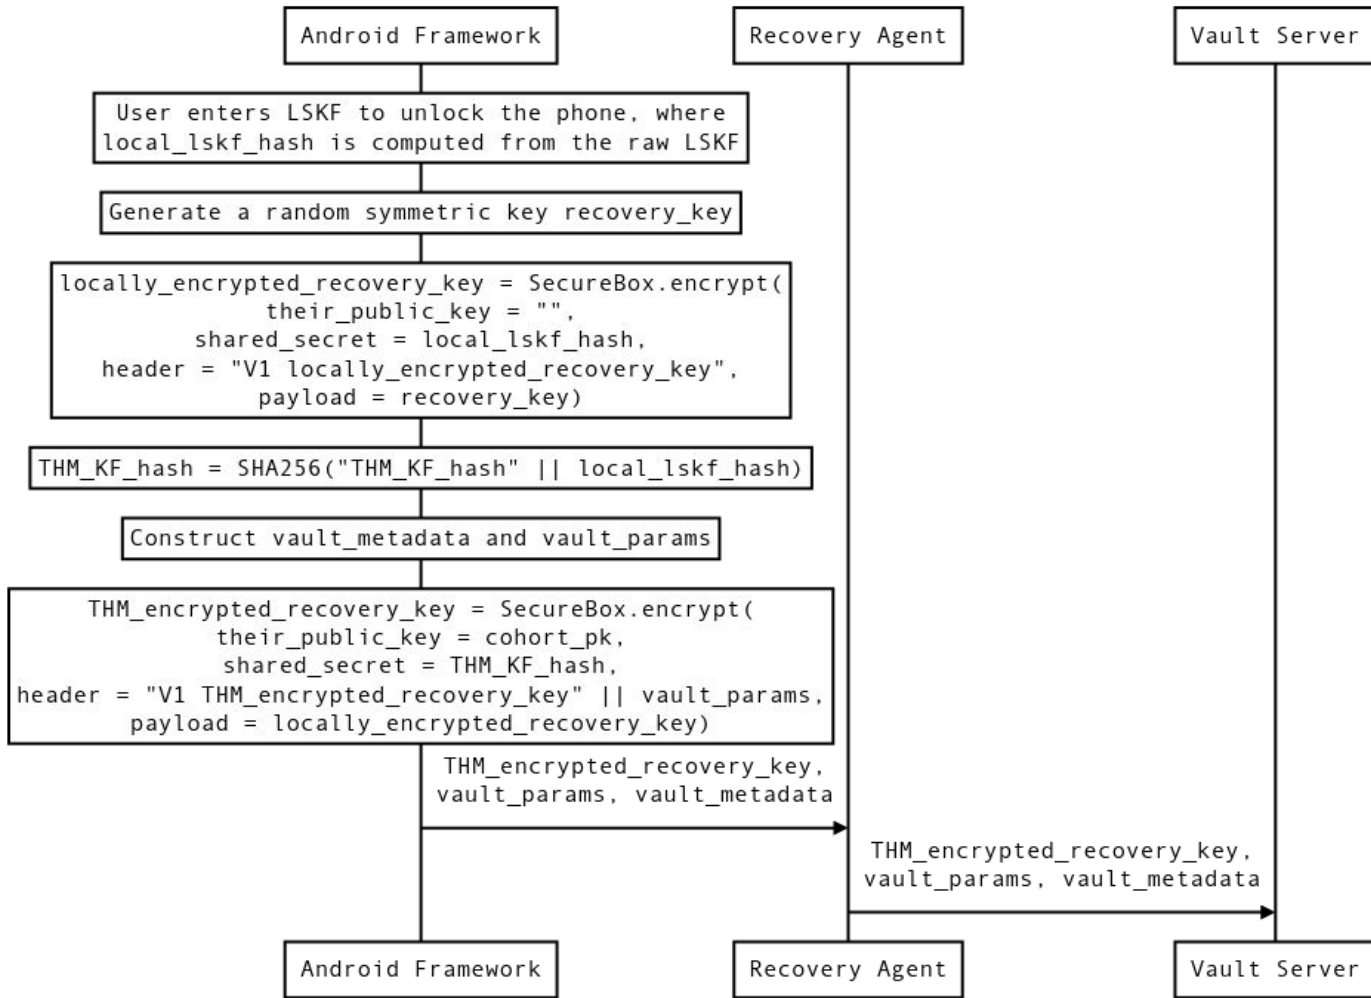 Android Framework
Recovery Agent
Vault Server
User enters LSKF to unlock the phone, where
local_lskf_hash is computed from the raw LSKF
Generate a random symmetric key recovery_key
locally_encrypted_recovery_key = SecureBox.encrypt(
their_public_key = "",
shared_secret = local_lskf_hash,
header = "V1 locally_encrypted_recovery_key",
payload = recovery_key)
THM_KF_hash = SHA256("THM_KF_hash" || local_lskf_hash)
Construct vault_metadata and vault_params
THM_encrypted_recovery_key = SecureBox.encrypt(
their_public_key = cohort_pk,
shared_secret = THM_KF_hash,
header = "V1 THM_encrypted_recovery_key" || vault_params,
payload = locally_encrypted_recovery_key)
THM_encrypted_recovery_key,
vault_params, vault_metadata
THM_encrypted_recovery_key,
vault_params, vault_metadata
Android Framework
Recovery Agent
Vault Server